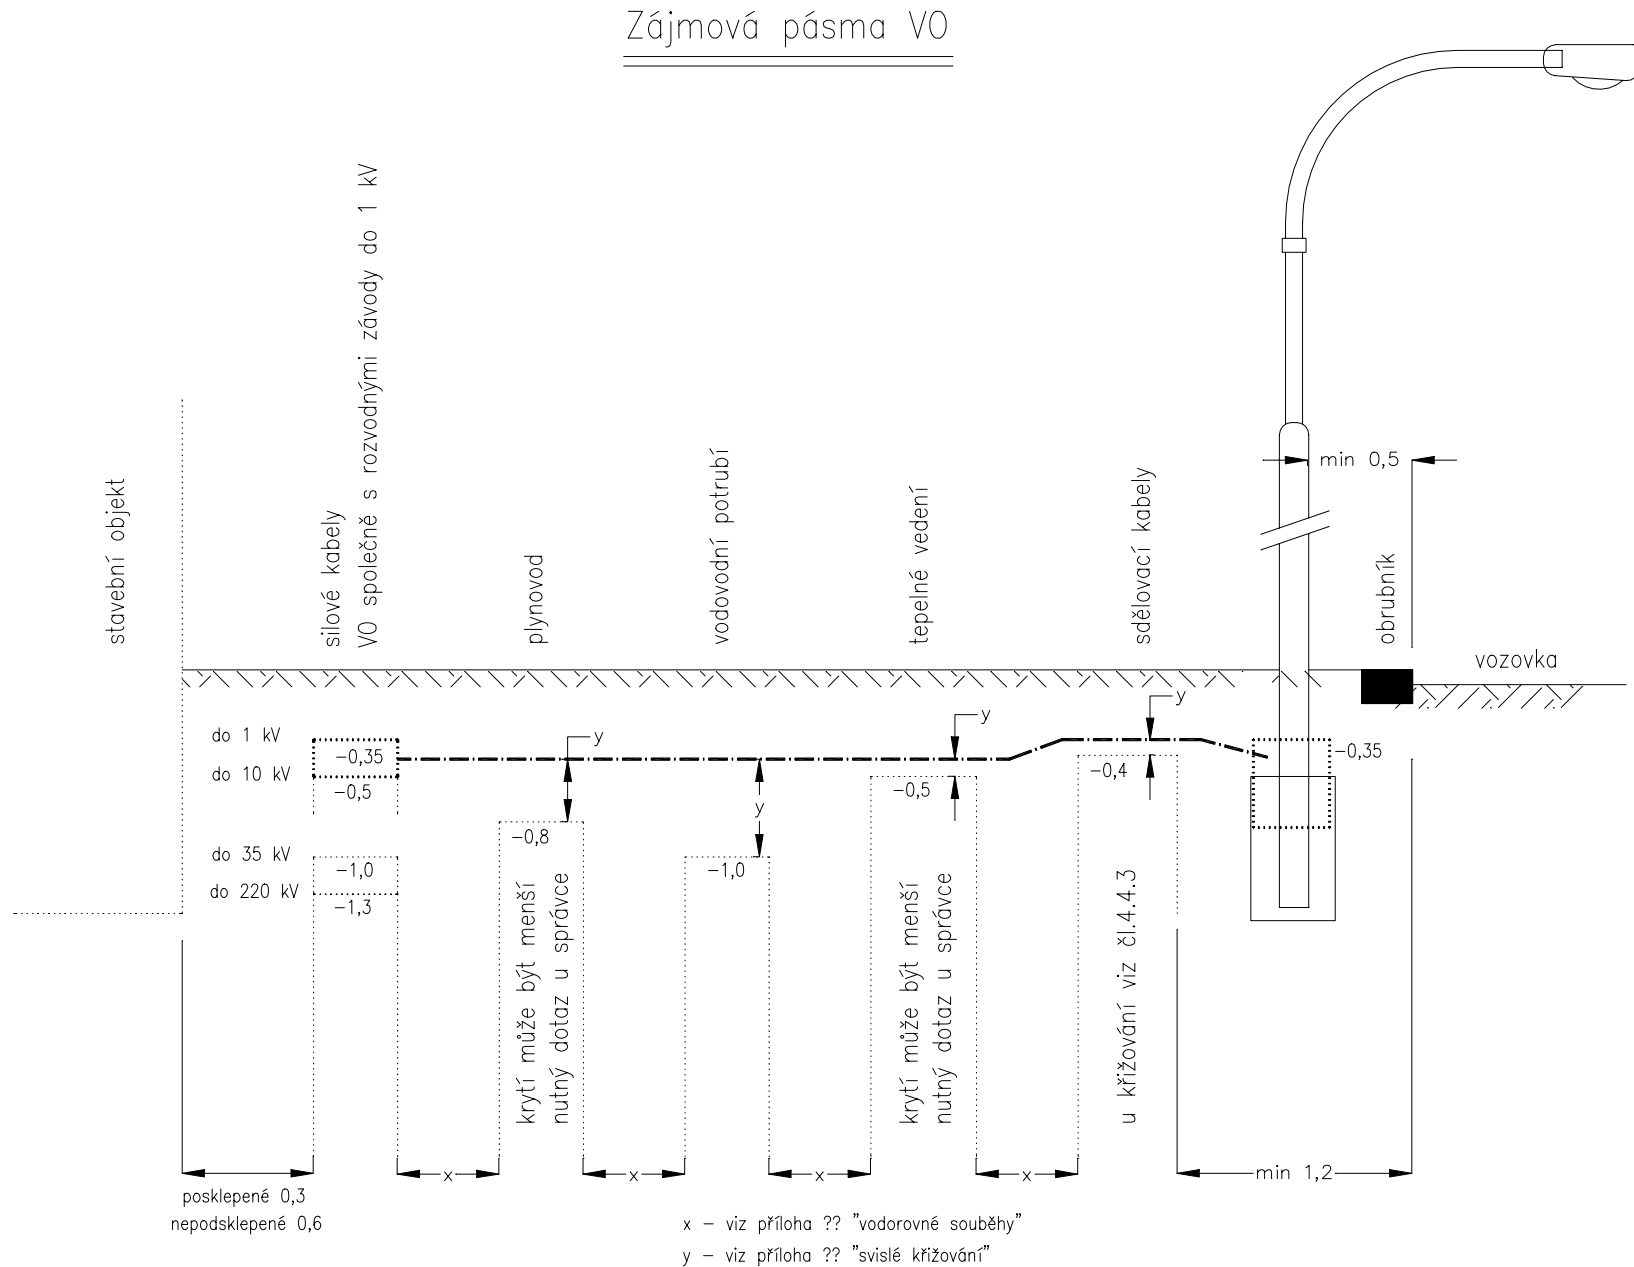 Zájmová pásma VO
stavební objekt
silové kabely
VO společně s rozvodnými závody do 1 kV
plynovod
vodovodní potrubí
tepelné vedení
sdělovací kabely
min 0,5
obrubník
vozovka
do 1 kV
-0,35
do 10 kV
-0,5
do 35 kV
-1,0
do 220 kV
-1,3
y
-0,8
krytí může být menší
nutný dotaz u správce
y
-1,0
y
-0,5
krytí může být menší
nutný dotaz u správce
y
-0,4
u křižování viz čl.4.4.3
-0,35
x
x
x
x
min 1,2
posklepené 0,3
nepodsklepené 0,6
x – viz příloha ?? "vodorovné souběhy"
y – viz příloha ?? "svislé křižování"